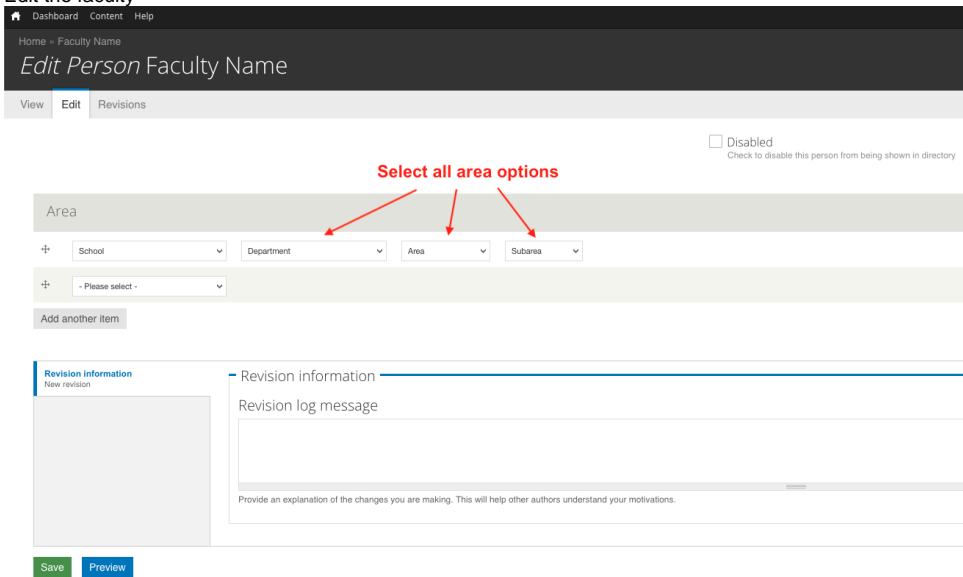 Edit the faculty
Dashboard Content Help
Home » Faculty Name
Edit Person Faculty Name
View Edit Revisions
Disabled
Check to disable this person from being shown in directory
Select all area options
Area
School Department Area Subarea
- Please select -
Add another item
Revision information
New revision
Revision information
Revision log message
Provide an explanation of the changes you are making. This will help other authors understand your motivations.
Save Preview